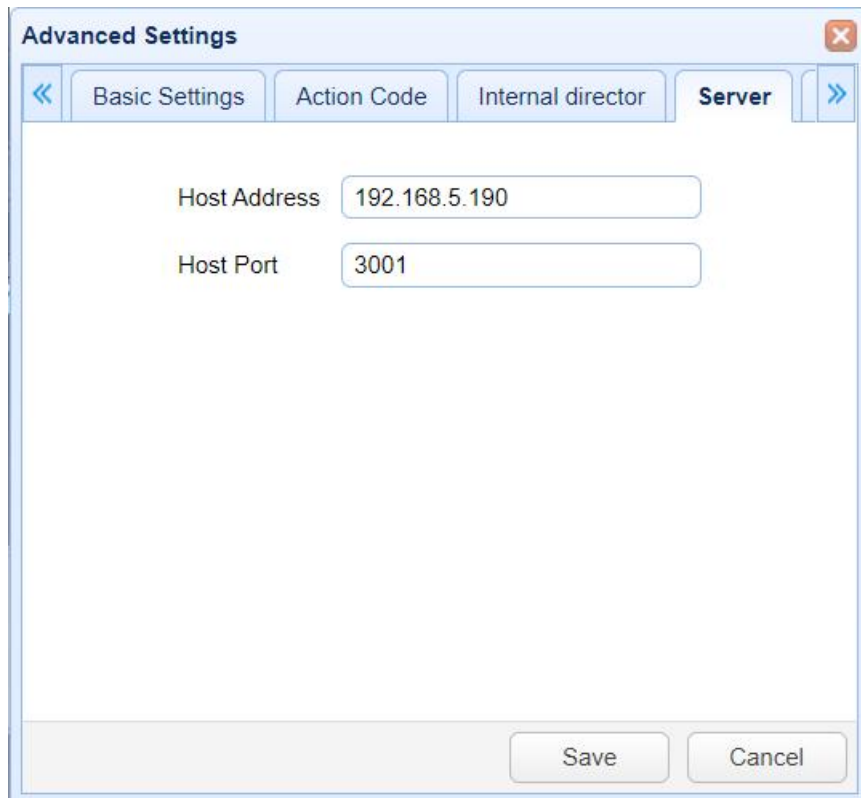 Advanced Settings
Basic Settings Action Code Internal director Server
Host Address 192.168.5.190
Host Port 3001
Save Cancel